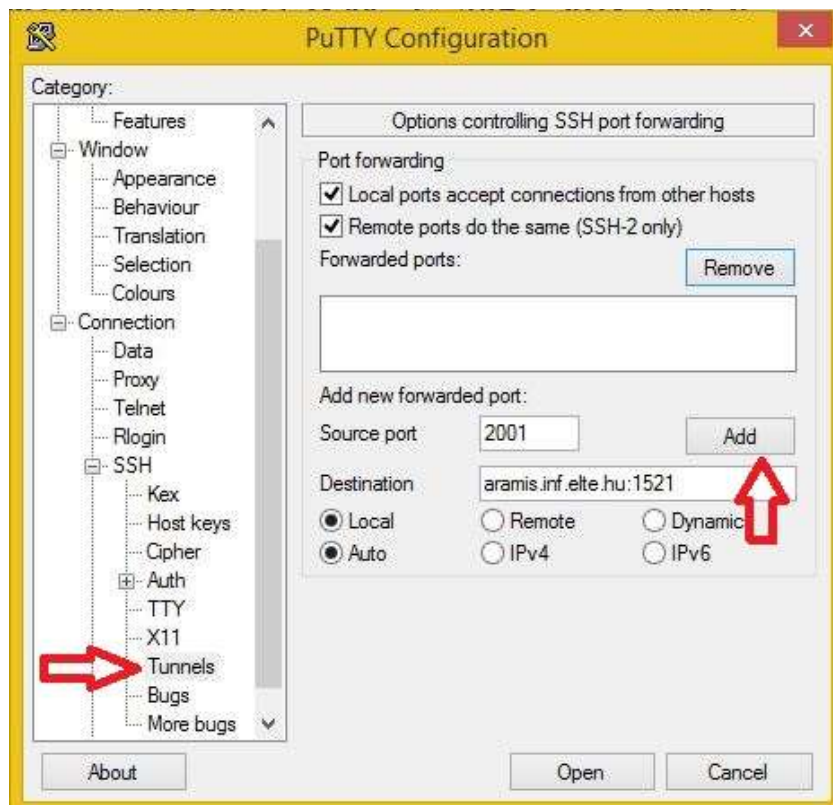 PuTTY Configuration
Category:
Features
Window
Appearance
Behaviour
Translation
Selection
Colours
Connection
Data
Proxy
Telnet
Rlogin
SSH
Kex
Host keys
Cipher
Auth
TTY
X11
Tunnels
Bugs
More bugs
Options controlling SSH port forwarding
Port forwarding
Local ports accept connections from other hosts
Remote ports do the same (SSH-2 only)
Forwarded ports:
Remove
Add new forwarded port:
Source port 2001 Add
Destination aramis.inf.elte.hu:1521
Local Remote Dynamic
Auto IPv4 IPv6
About Open Cancel